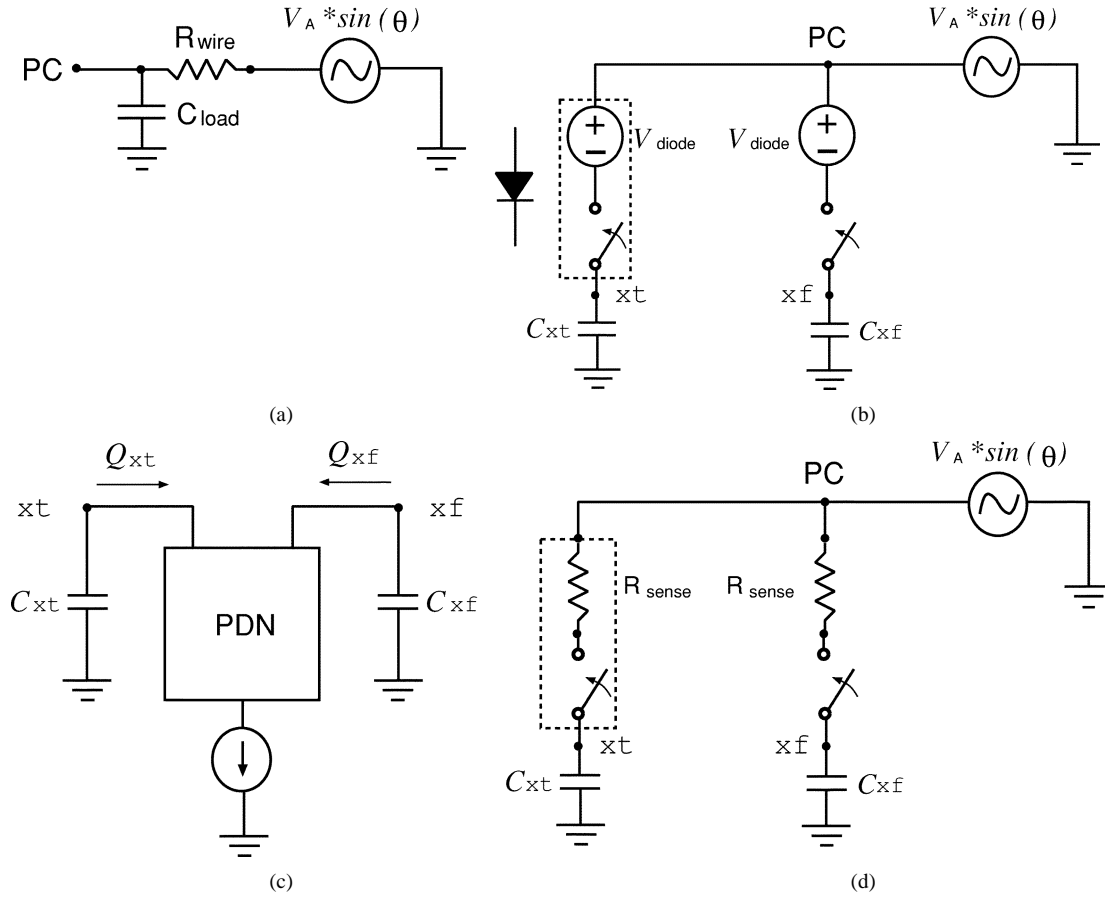 V_A *sin (θ)
R_wire
PC
C_load
(a)
V_A *sin (θ)
PC
+
−
V_diode
V_diode
+
−
xt
xf
C_xt
C_xf
(b)
Q_xt
Q_xf
xt
xf
C_xt
C_xf
PDN
(c)
V_A *sin (θ)
PC
R_sense
R_sense
xt
xf
C_xt
C_xf
(d)